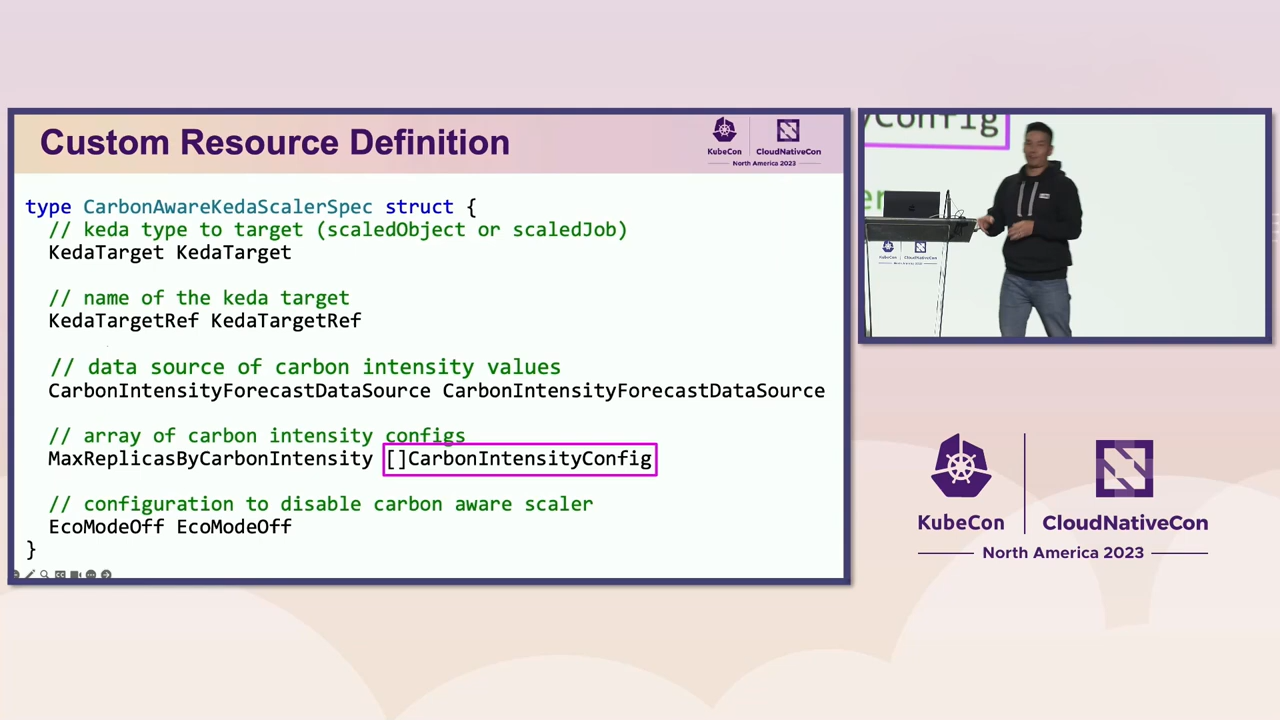 Custom Resource Definition
KubeCon
CloudNativeCon
North America 2023
type CarbonAwareKedaScalerSpec struct {
// keda type to target (scaledObject or scaledJob)
KedaTarget KedaTarget
// name of the keda target
KedaTargetRef KedaTargetRef
// data source of carbon intensity values
CarbonIntensityForecastDataSource CarbonIntensityForecastDataSource
// array of carbon intensity configs
MaxReplicasByCarbonIntensity []CarbonIntensityConfig
// configuration to disable carbon aware scaler
EcoModeOff EcoModeOff
}
yConfig
er
KubeCon
CloudNativeCon
North America 2023